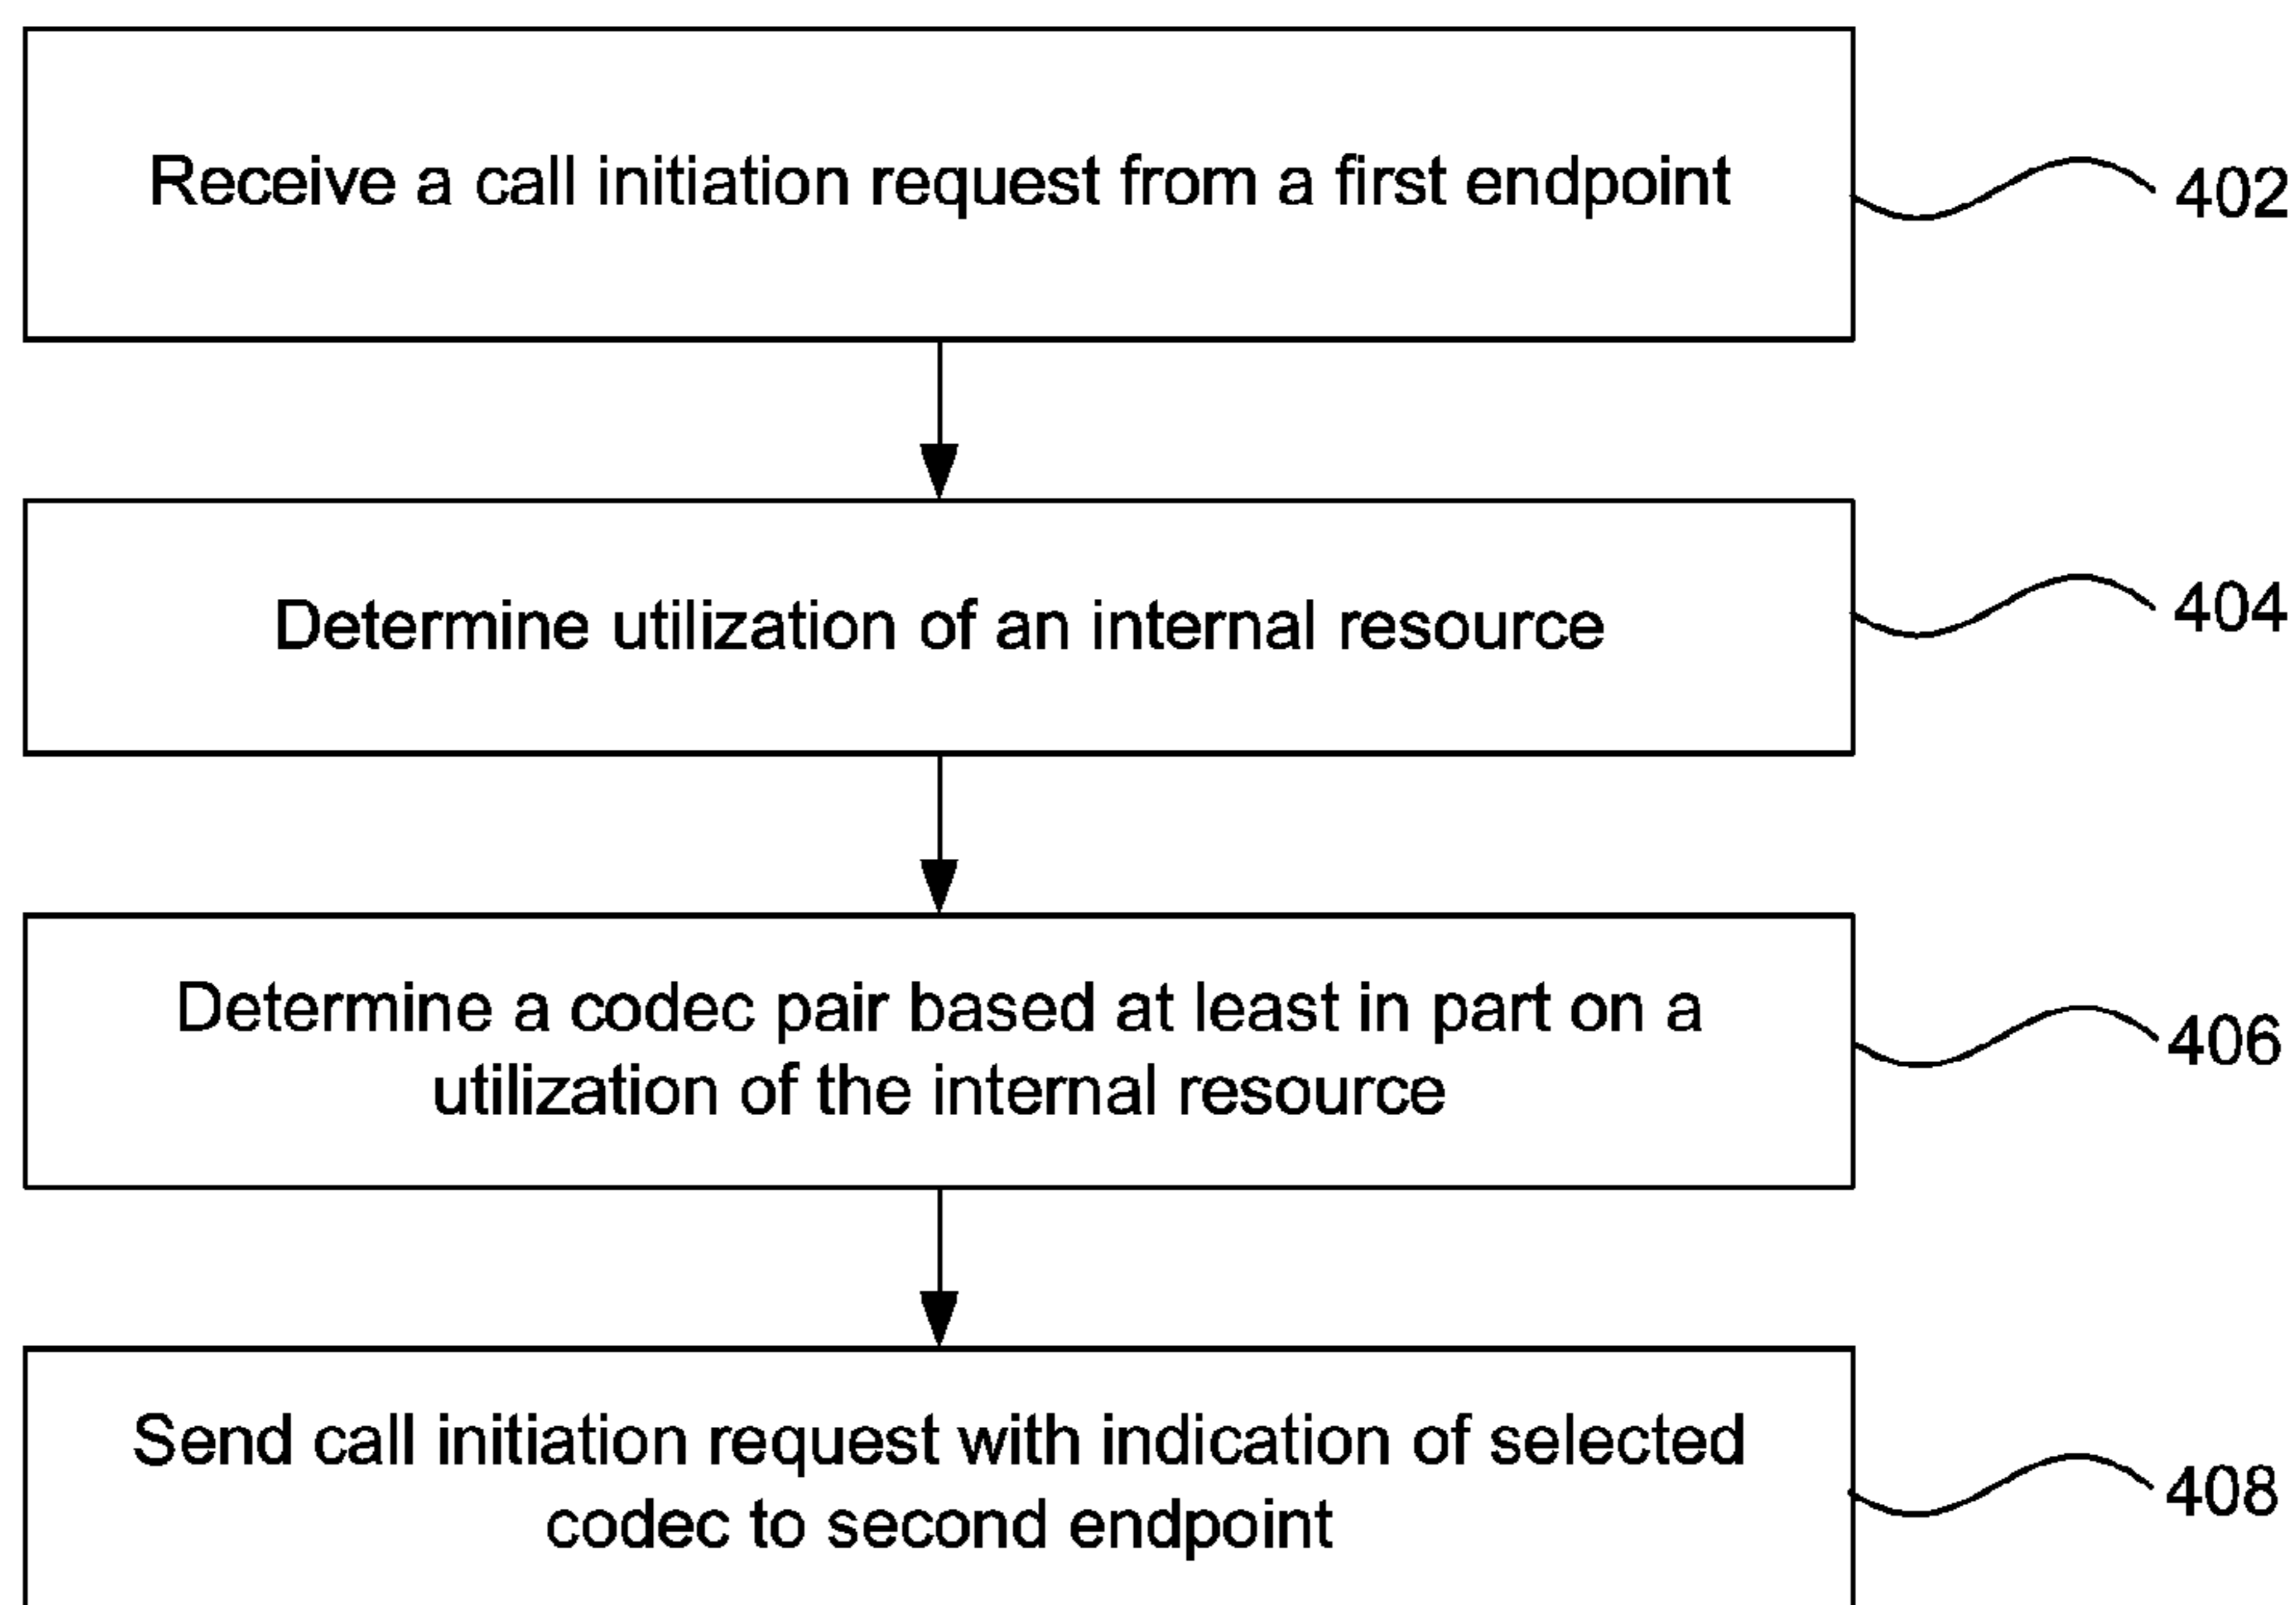 Receive a call initiation request from a first endpoint
402
Determine utilization of an internal resource
404
Determine a codec pair based at least in part on a
utilization of the internal resource
406
Send call initiation request with indication of selected
codec to second endpoint
408